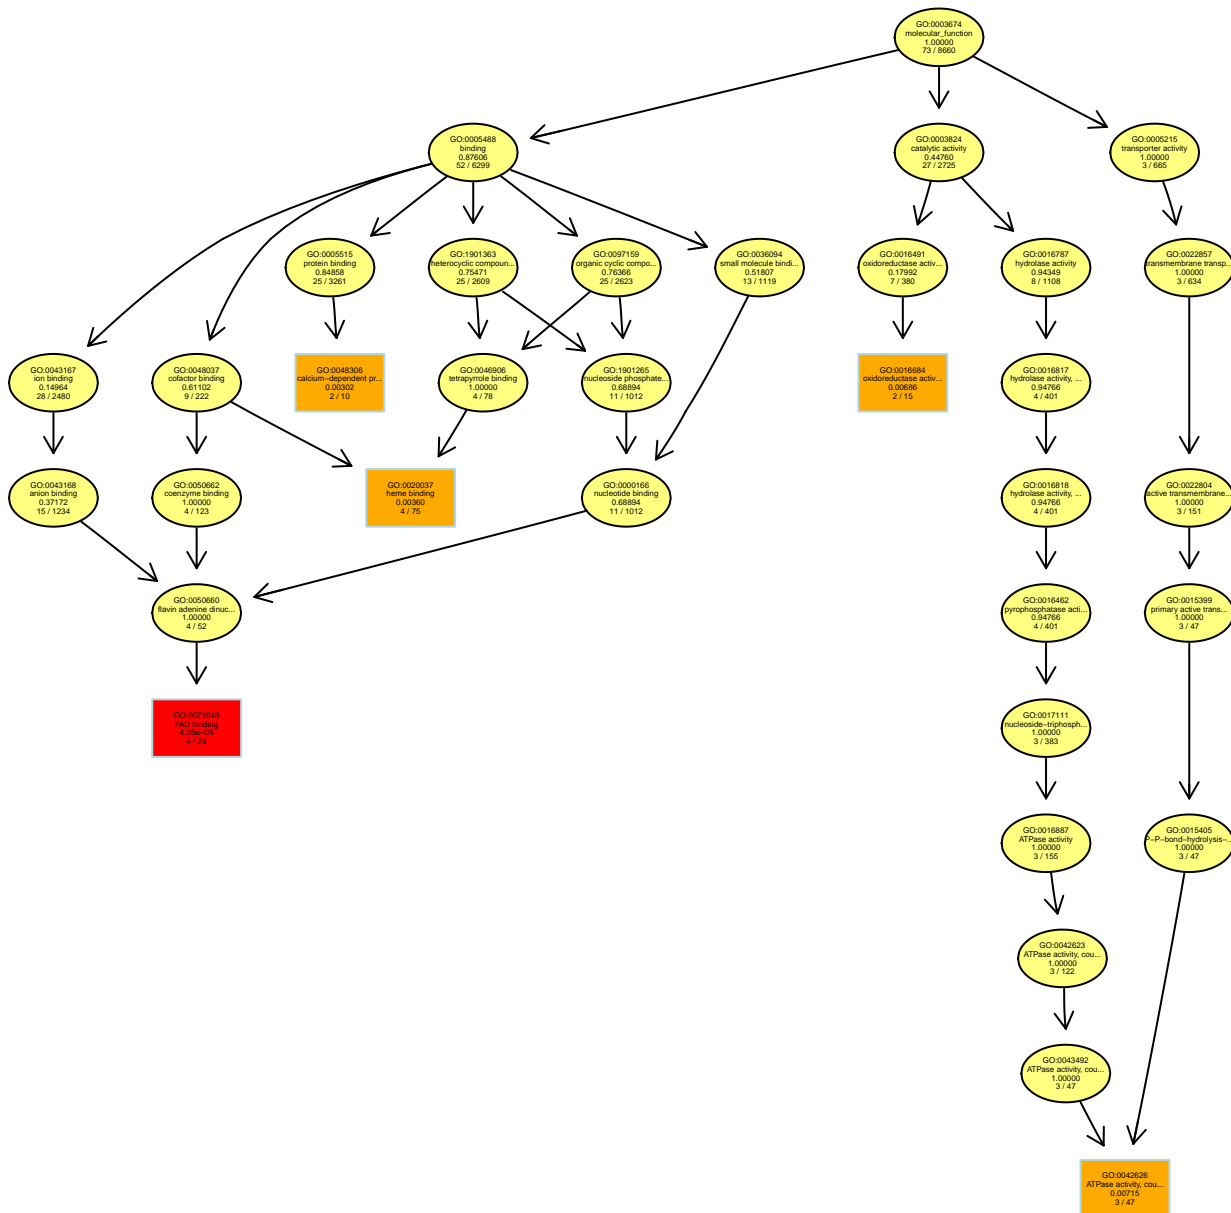 GO:0003674
molecular_function
1.00000
73 / 8660
GO:0005488
binding
0.87606
52 / 6299
GO:0003824
catalytic activity
0.44760
27 / 2725
GO:0005215
transporter activity
1.00000
3 / 665
GO:0005515
protein binding
0.84858
25 / 3261
GO:1901363
heterocyclic compoun...
0.75471
25 / 2609
GO:0097159
organic cyclic compo...
0.76366
25 / 2623
GO:0036094
small molecule bindi...
0.51807
13 / 1119
GO:0016491
oxidoreductase activ...
0.17992
7 / 380
GO:0016787
hydrolase activity
0.94349
8 / 1108
GO:0022857
transmembrane transp...
1.00000
3 / 634
GO:0043167
ion binding
0.14964
28 / 2480
GO:0048037
cofactor binding
0.61102
9 / 222
GO:0048306
calcium−dependent pr...
0.00302
2 / 10
GO:0046906
tetrapyrrole binding
1.00000
4 / 78
GO:1901265
nucleoside phosphate...
0.68894
11 / 1012
GO:0016684
oxidoreductase activ...
0.00686
2 / 15
GO:0016817
hydrolase activity, ...
0.94766
4 / 401
GO:0043168
anion binding
0.37172
15 / 1234
GO:0050662
coenzyme binding
1.00000
4 / 123
GO:0020037
heme binding
0.00360
4 / 75
GO:0000166
nucleotide binding
0.68894
11 / 1012
GO:0016818
hydrolase activity, ...
0.94766
4 / 401
GO:0022804
active transmembrane...
1.00000
3 / 151
GO:0050660
flavin adenine dinuc...
1.00000
4 / 52
GO:0016462
pyrophosphatase acti...
0.94766
4 / 401
GO:0015399
primary active trans...
1.00000
3 / 47
GO:0071949
FAD binding
4.35e−05
4 / 24
GO:0017111
nucleoside−triphosph...
1.00000
3 / 383
GO:0016887
ATPase activity
1.00000
3 / 155
GO:0015405
P−P−bond−hydrolysis−...
1.00000
3 / 47
GO:0042623
ATPase activity, cou...
1.00000
3 / 122
GO:0043492
ATPase activity, cou...
1.00000
3 / 47
GO:0042626
ATPase activity, cou...
0.00715
3 / 47